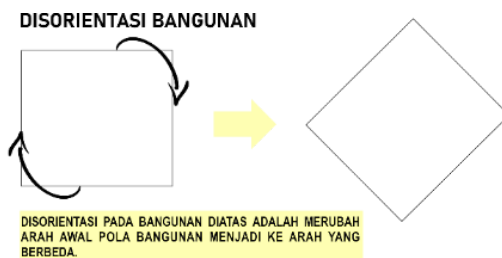 DISORIENTASI BANGUNAN
DISORIENTASI PADA BANGUNAN DIATAS ADALAH MERUBAH
ARAH AWAL POLA BANGUNAN MENJADI KE ARAH YANG
BERBEDA.